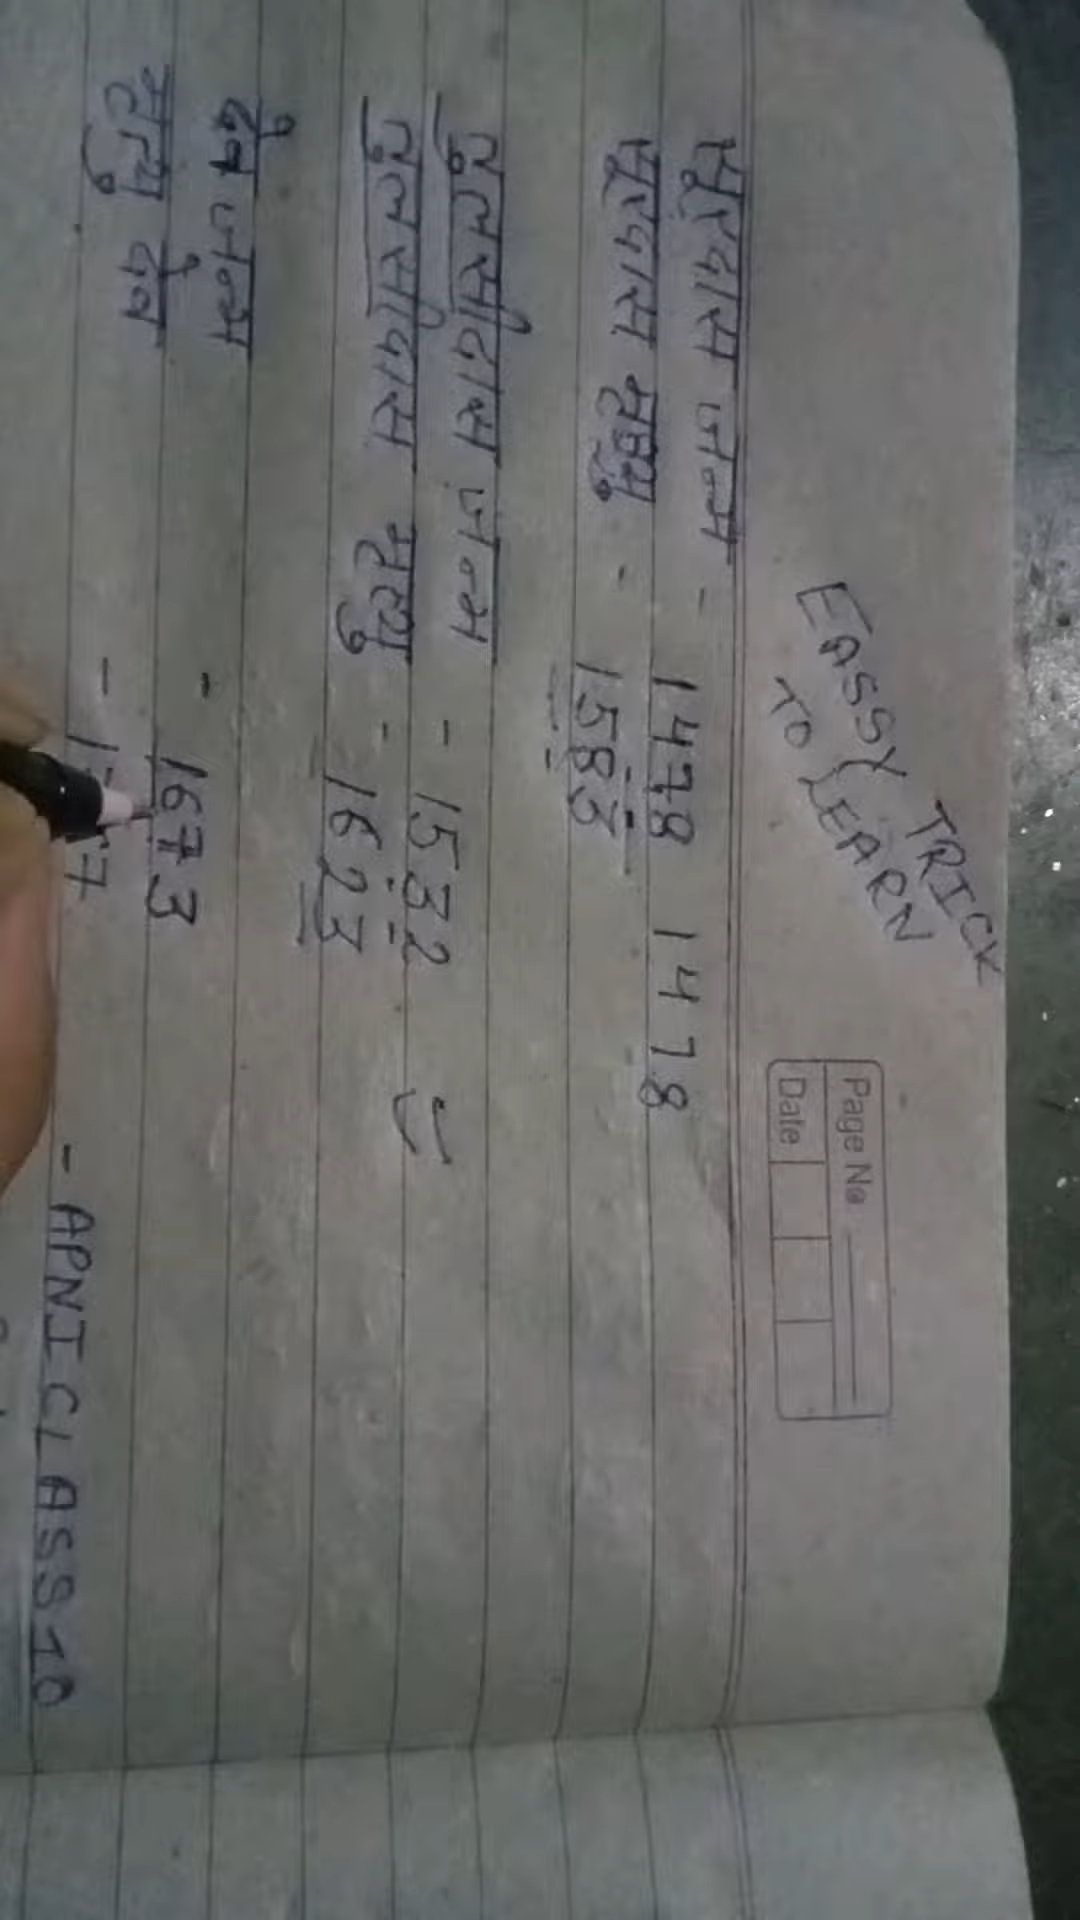 EASSY TRICK
TO LEARN
Page No
Date
सूरदास जन्म - 1478 1478
सूरदास मृत्यु - 1583
तुलसीदास जन्म - 1532
तुलसीदास मृत्यु - 1623
देव जन्म - 1673
मृत्यु देव -
- APNI CLASS 10